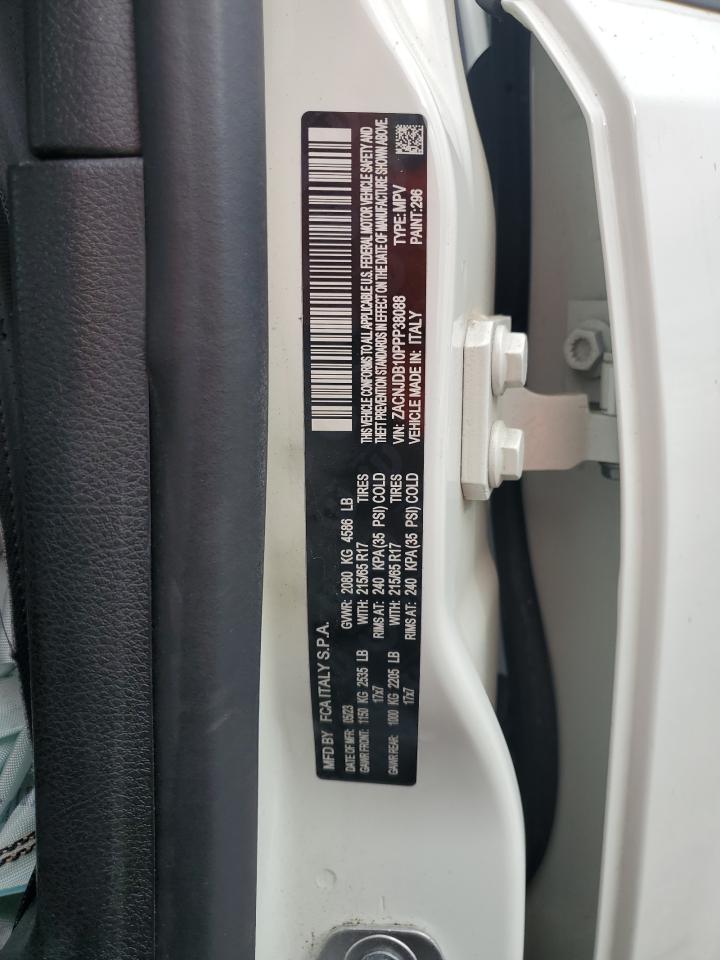 MFD BY FCA ITALY S.P.A.
DATE OF MFR: 05/23 GVWR: 2080 KG 4586 LB
GAWR FRONT: 1150 KG 2535 LB WITH: 215/65 R17 TIRES
17x7 RIMS AT: 240 KPA(35 PSI) COLD
GAWR REAR: 1000 KG 2205 LB WITH: 215/65 R17 TIRES
17x7 RIMS AT: 240 KPA(35 PSI) COLD
THIS VEHICLE CONFORMS TO ALL APPLICABLE U.S. FEDERAL MOTOR VEHICLE SAFETY AND
THEFT PREVENTION STANDARDS IN EFFECT ON THE DATE OF MANUFACTURE SHOWN ABOVE.
VIN: ZACNJDB10PPP38088 TYPE: MPV
VEHICLE MADE IN: ITALY PAINT: 296